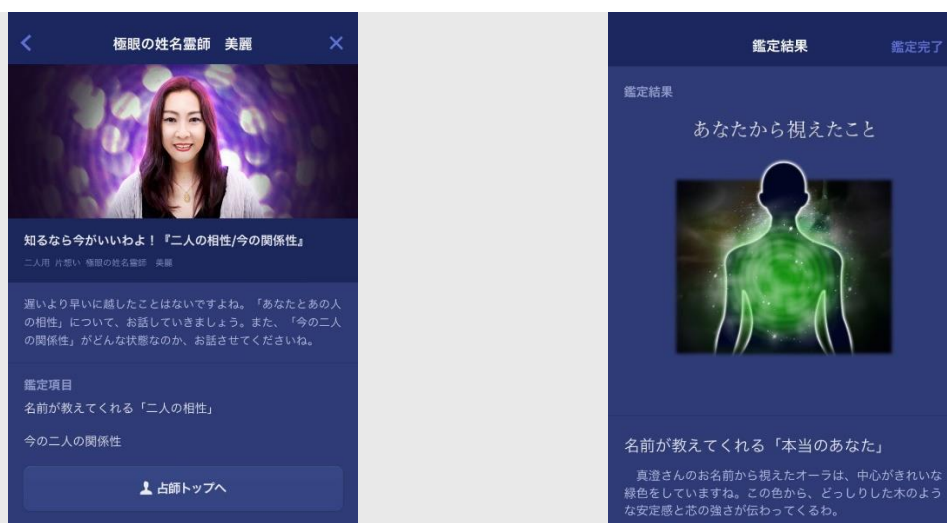 極眼の姓名霊師　美麗
知るなら今がいいわよ！『二人の相性/今の関係性』
二人用 片想い 極眼の姓名霊師　美麗
遅いより早いに越したことはないですよね。「あなたとあの人
の相性」について、お話していきましょう。また、「今の二人
の関係性」がどんな状態なのか、お話させてくださいね。
鑑定項目
名前が教えてくれる「二人の相性」
今の二人の関係性
占師トップへ
鑑定結果
鑑定完了
鑑定結果
あなたから視えたこと
名前が教えてくれる「本当のあなた」
真澄さんのお名前から視えたオーラは、中心がきれいな
緑色をしていますね。この色から、どっしりした木のよう
な安定感と芯の強さが伝わってくるわ。